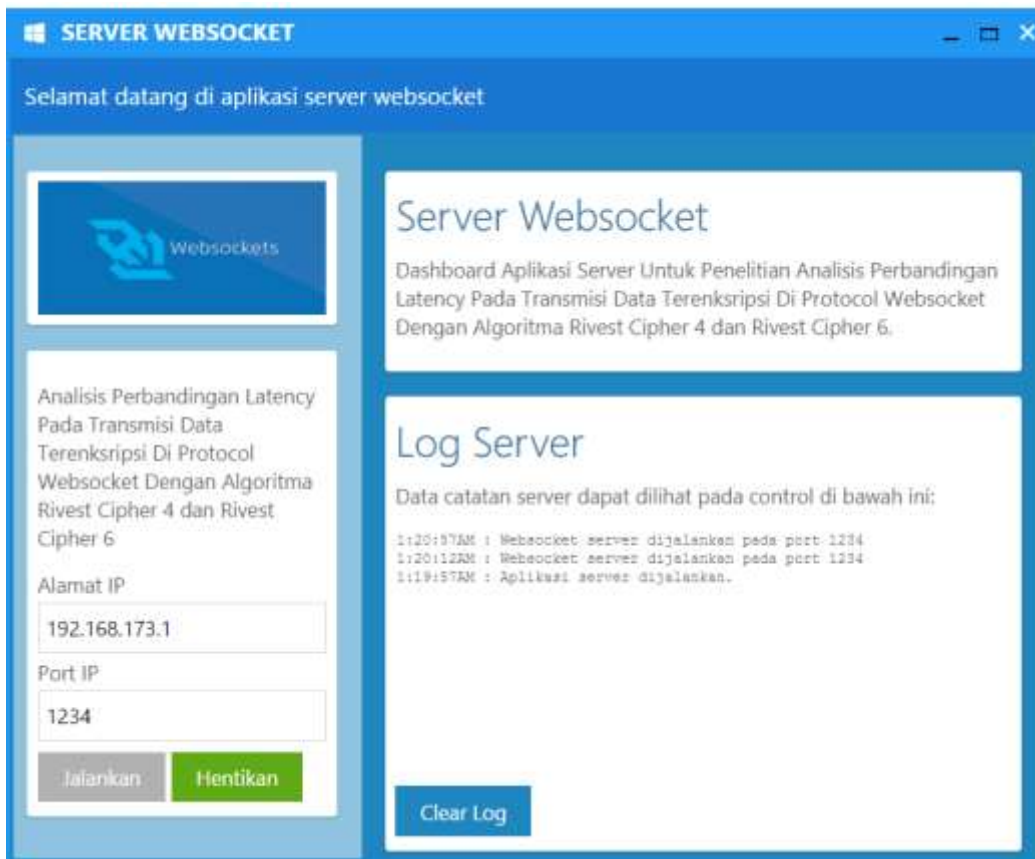 SERVER WEBSOCKET
Selamat datang di aplikasi server websocket
Websockets
Analisis Perbandingan Latency
Pada Transmisi Data
Terenksripsi Di Protocol
Websocket Dengan Algoritma
Rivest Cipher 4 dan Rivest
Cipher 6
Alamat IP
192.168.173.1
Port IP
1234
Jalankan
Hentikan
Server Websocket
Dashboard Aplikasi Server Untuk Penelitian Analisis Perbandingan
Latency Pada Transmisi Data Terenksripsi Di Protocol Websocket
Dengan Algoritma Rivest Cipher 4 dan Rivest Cipher 6.
Log Server
Data catatan server dapat dilihat pada control di bawah ini:
1:20:57AM : Websocket server dijalankan pada port 1234
1:20:12AM : Websocket server dijalankan pada port 1234
1:19:57AM : Aplikasi server dijalankan.
Clear Log